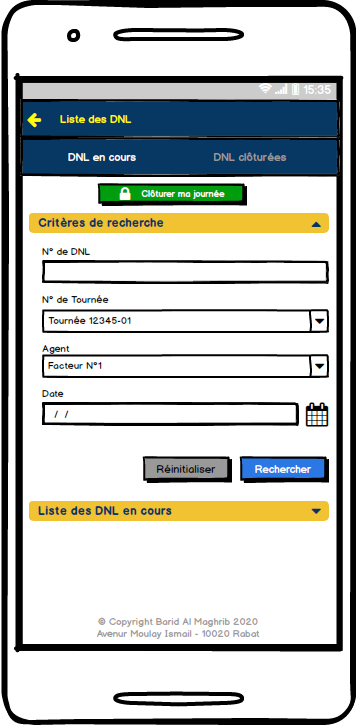 15:35
Liste des DNL
DNL en cours DNL clôturées
Clôturer ma journée
Critères de recherche
N° de DNL
N° de Tournée
Tournée 12345-01
Agent
Facteur N°1
Date
/ /
Réinitialiser Rechercher
Liste des DNL en cours
© Copyright Barid Al Maghrib 2020
Avenur Moulay Ismail - 10020 Rabat